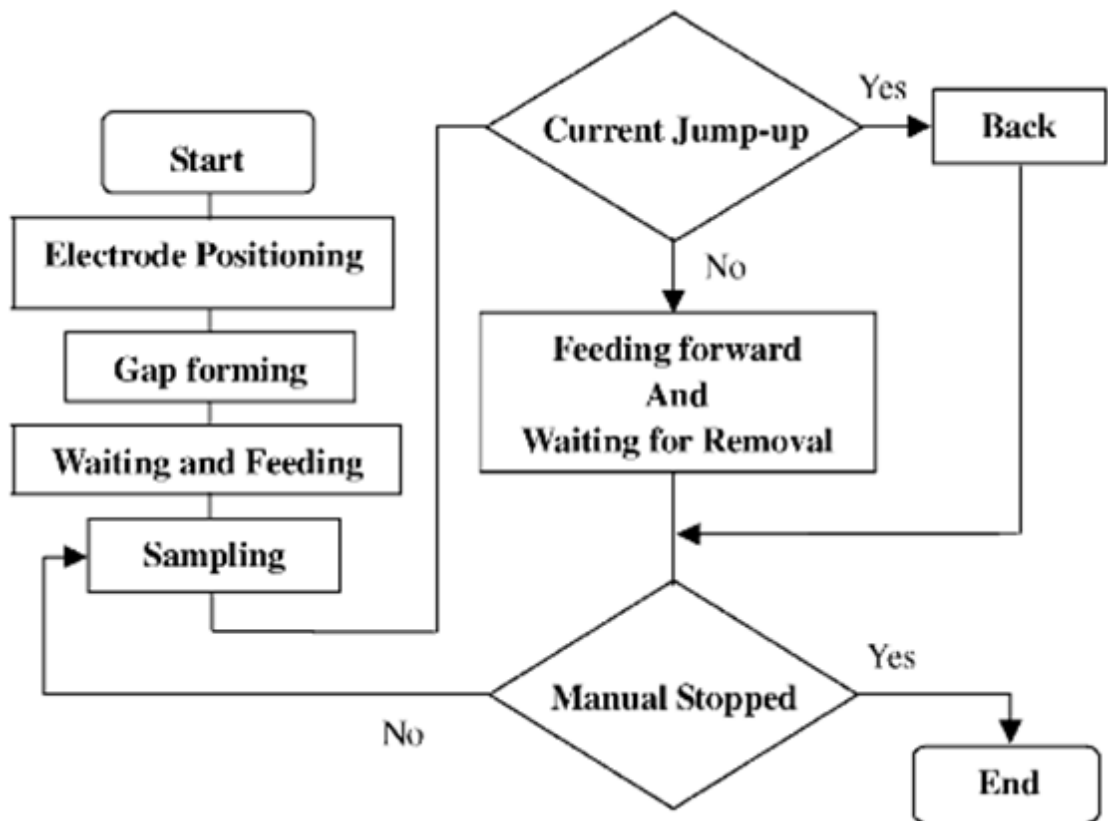 Start
Electrode Positioning
Gap forming
Waiting and Feeding
Sampling
Current Jump-up
Yes
Back
No
Feeding forward
And
Waiting for Removal
Manual Stopped
Yes
No
End